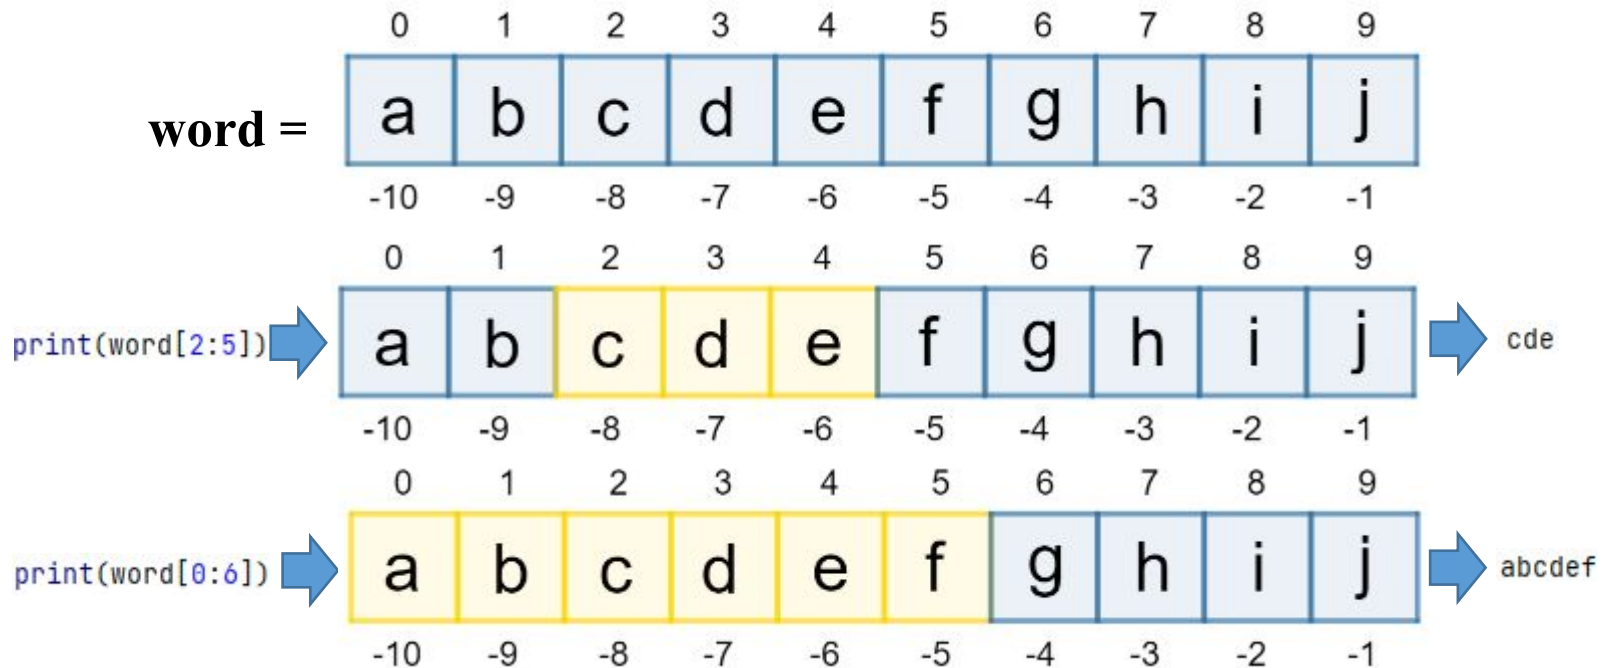 0 1 2 3 4 5 6 7 8 9
word = a b c d e f g h i j
-10 -9 -8 -7 -6 -5 -4 -3 -2 -1
0 1 2 3 4 5 6 7 8 9
print(word[2:5]) a b c d e f g h i j cde
-10 -9 -8 -7 -6 -5 -4 -3 -2 -1
0 1 2 3 4 5 6 7 8 9
print(word[0:6]) a b c d e f g h i j abcdef
-10 -9 -8 -7 -6 -5 -4 -3 -2 -1